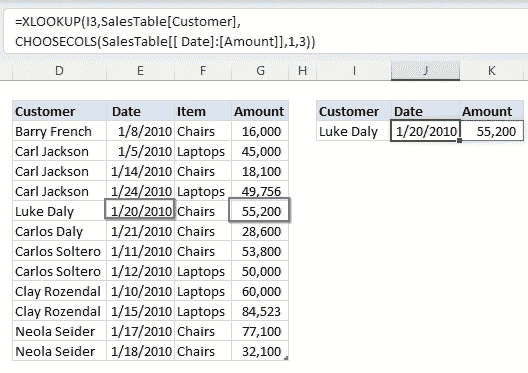 =XLOOKUP(I3,SalesTable[Customer],
CHOOSECOLS(SalesTable[[ Date]:[Amount]],1,3))
D E F G H I J K
Customer Date Item Amount Customer Date Amount
Barry French 1/8/2010 Chairs 16,000 Luke Daly 1/20/2010 55,200
Carl Jackson 1/5/2010 Laptops 45,000
Carl Jackson 1/14/2010 Chairs 18,100
Carl Jackson 1/24/2010 Laptops 49,756
Luke Daly 1/20/2010 Chairs 55,200
Carlos Daly 1/21/2010 Chairs 28,600
Carlos Soltero 1/11/2010 Chairs 53,800
Carlos Soltero 1/12/2010 Laptops 50,000
Clay Rozendal 1/10/2010 Laptops 60,000
Clay Rozendal 1/15/2010 Laptops 84,523
Neola Seider 1/17/2010 Chairs 77,100
Neola Seider 1/18/2010 Chairs 32,100